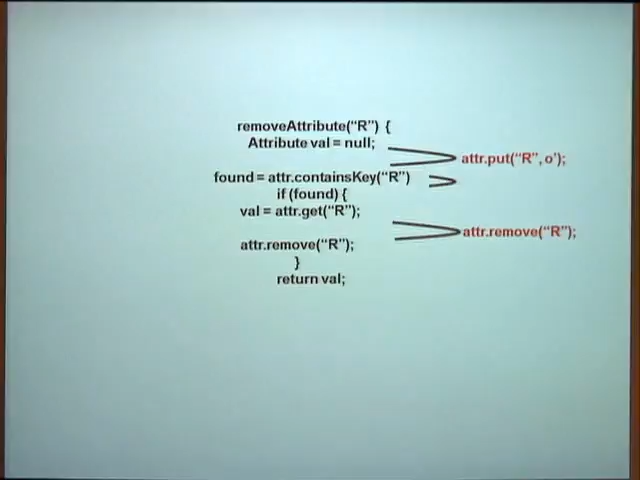 removeAttribute(“R”) {
Attribute val = null;
attr.put(“R”, o’);
found = attr.containsKey(“R”)
if (found) {
val = attr.get(“R”);
attr.remove(“R”);
attr.remove(“R”);
}
return val;